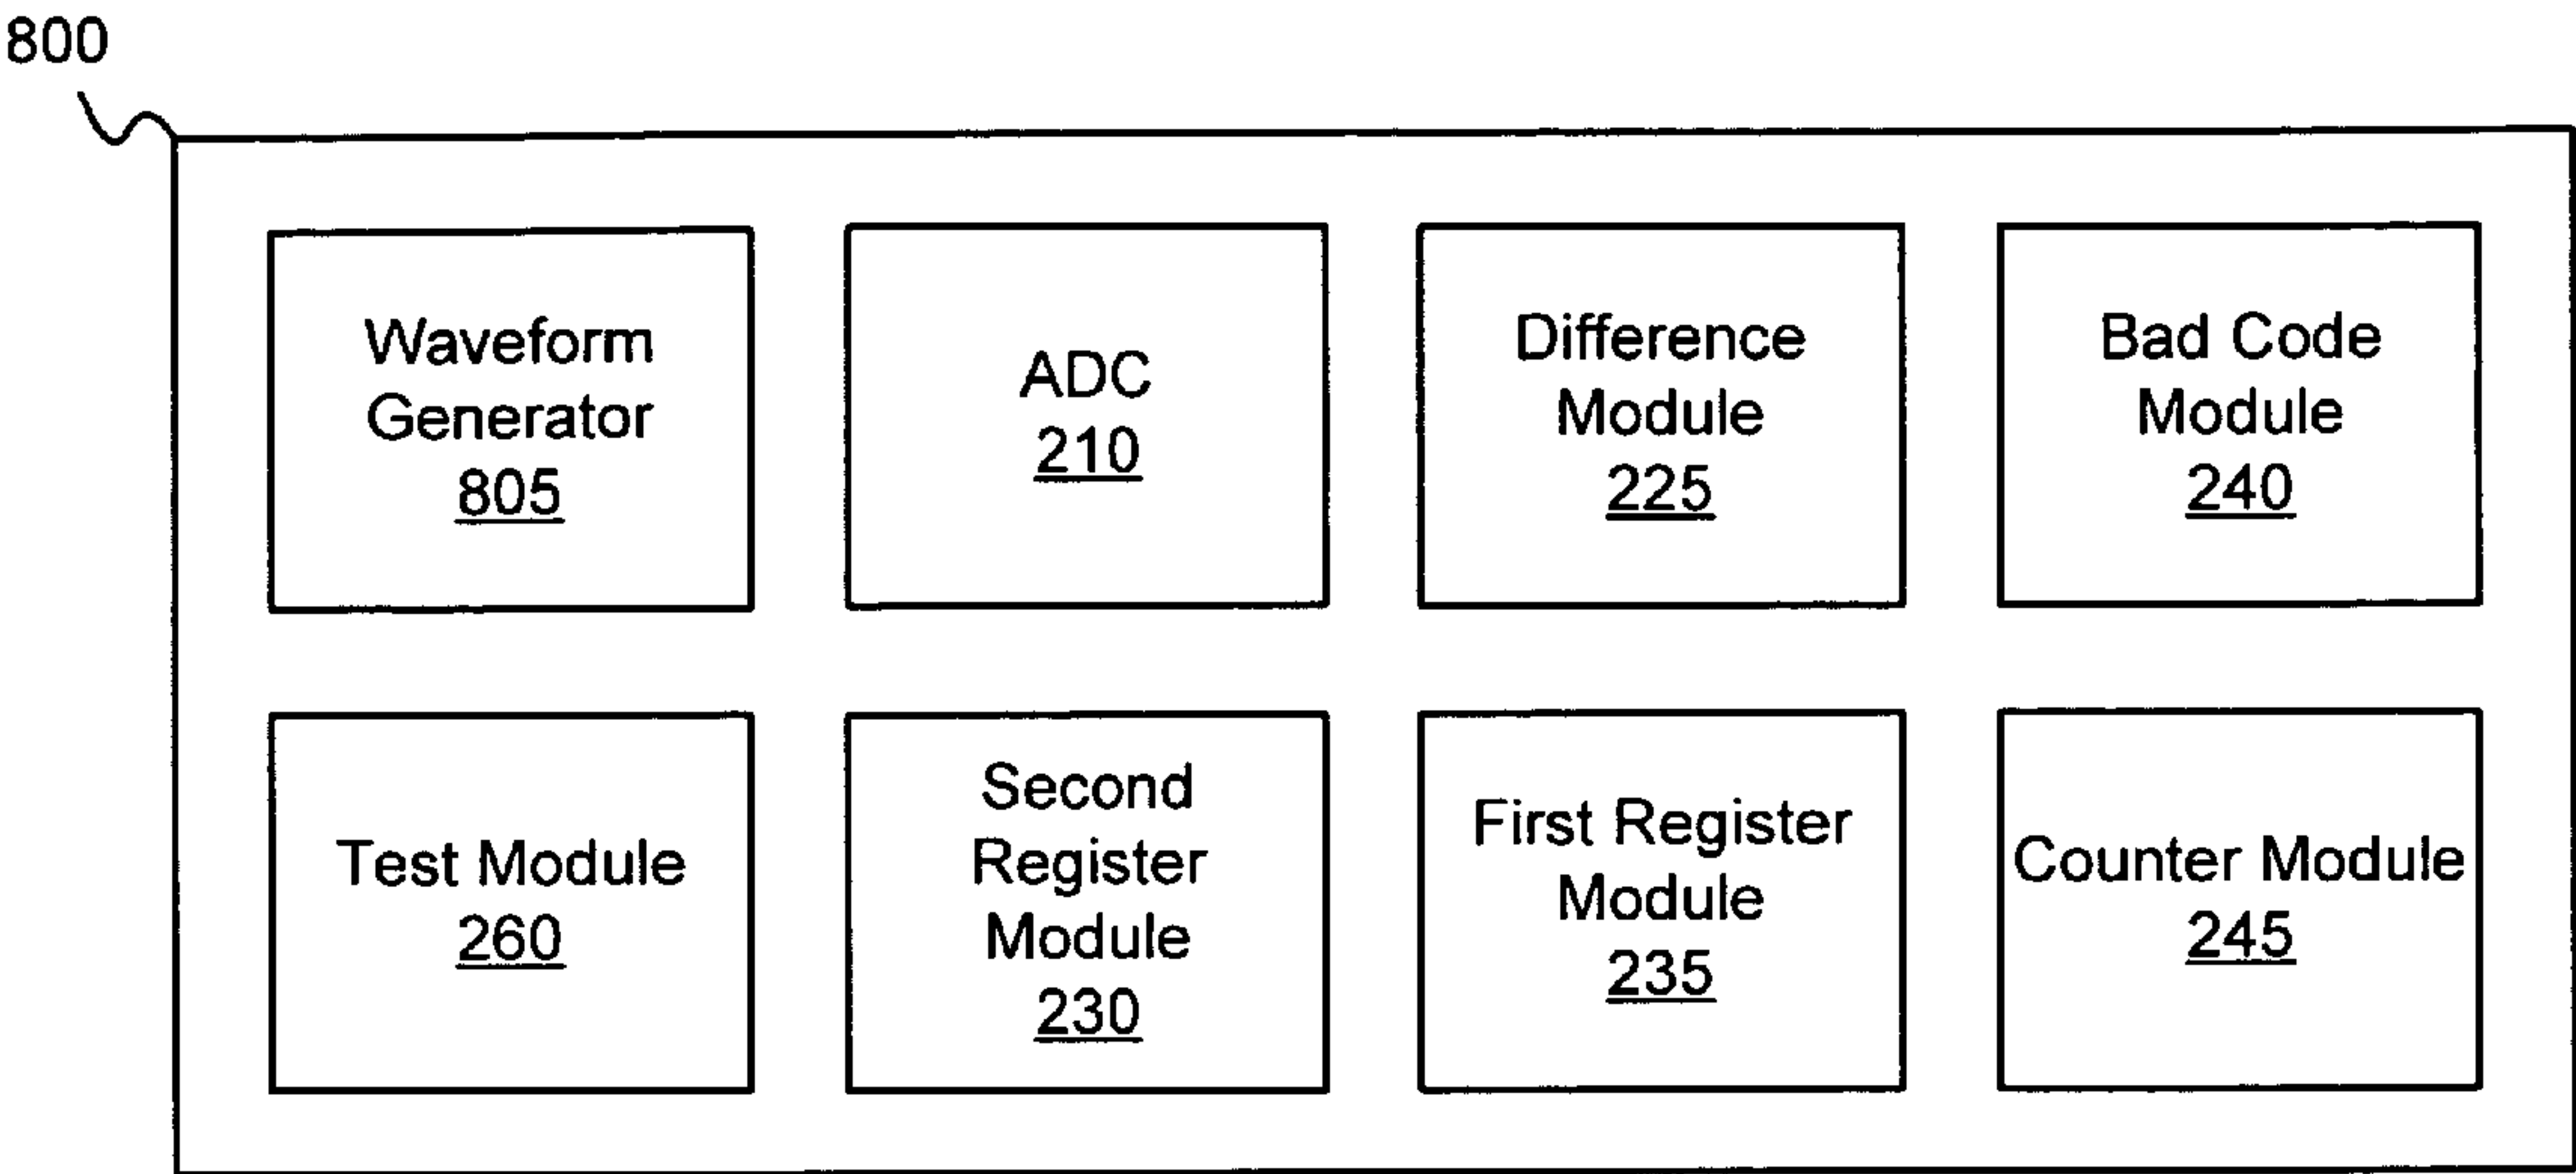 800
Waveform
Generator
805
ADC
210
Difference
Module
225
Bad Code
Module
240
Test Module
260
Second
Register
Module
230
First Register
Module
235
Counter Module
245